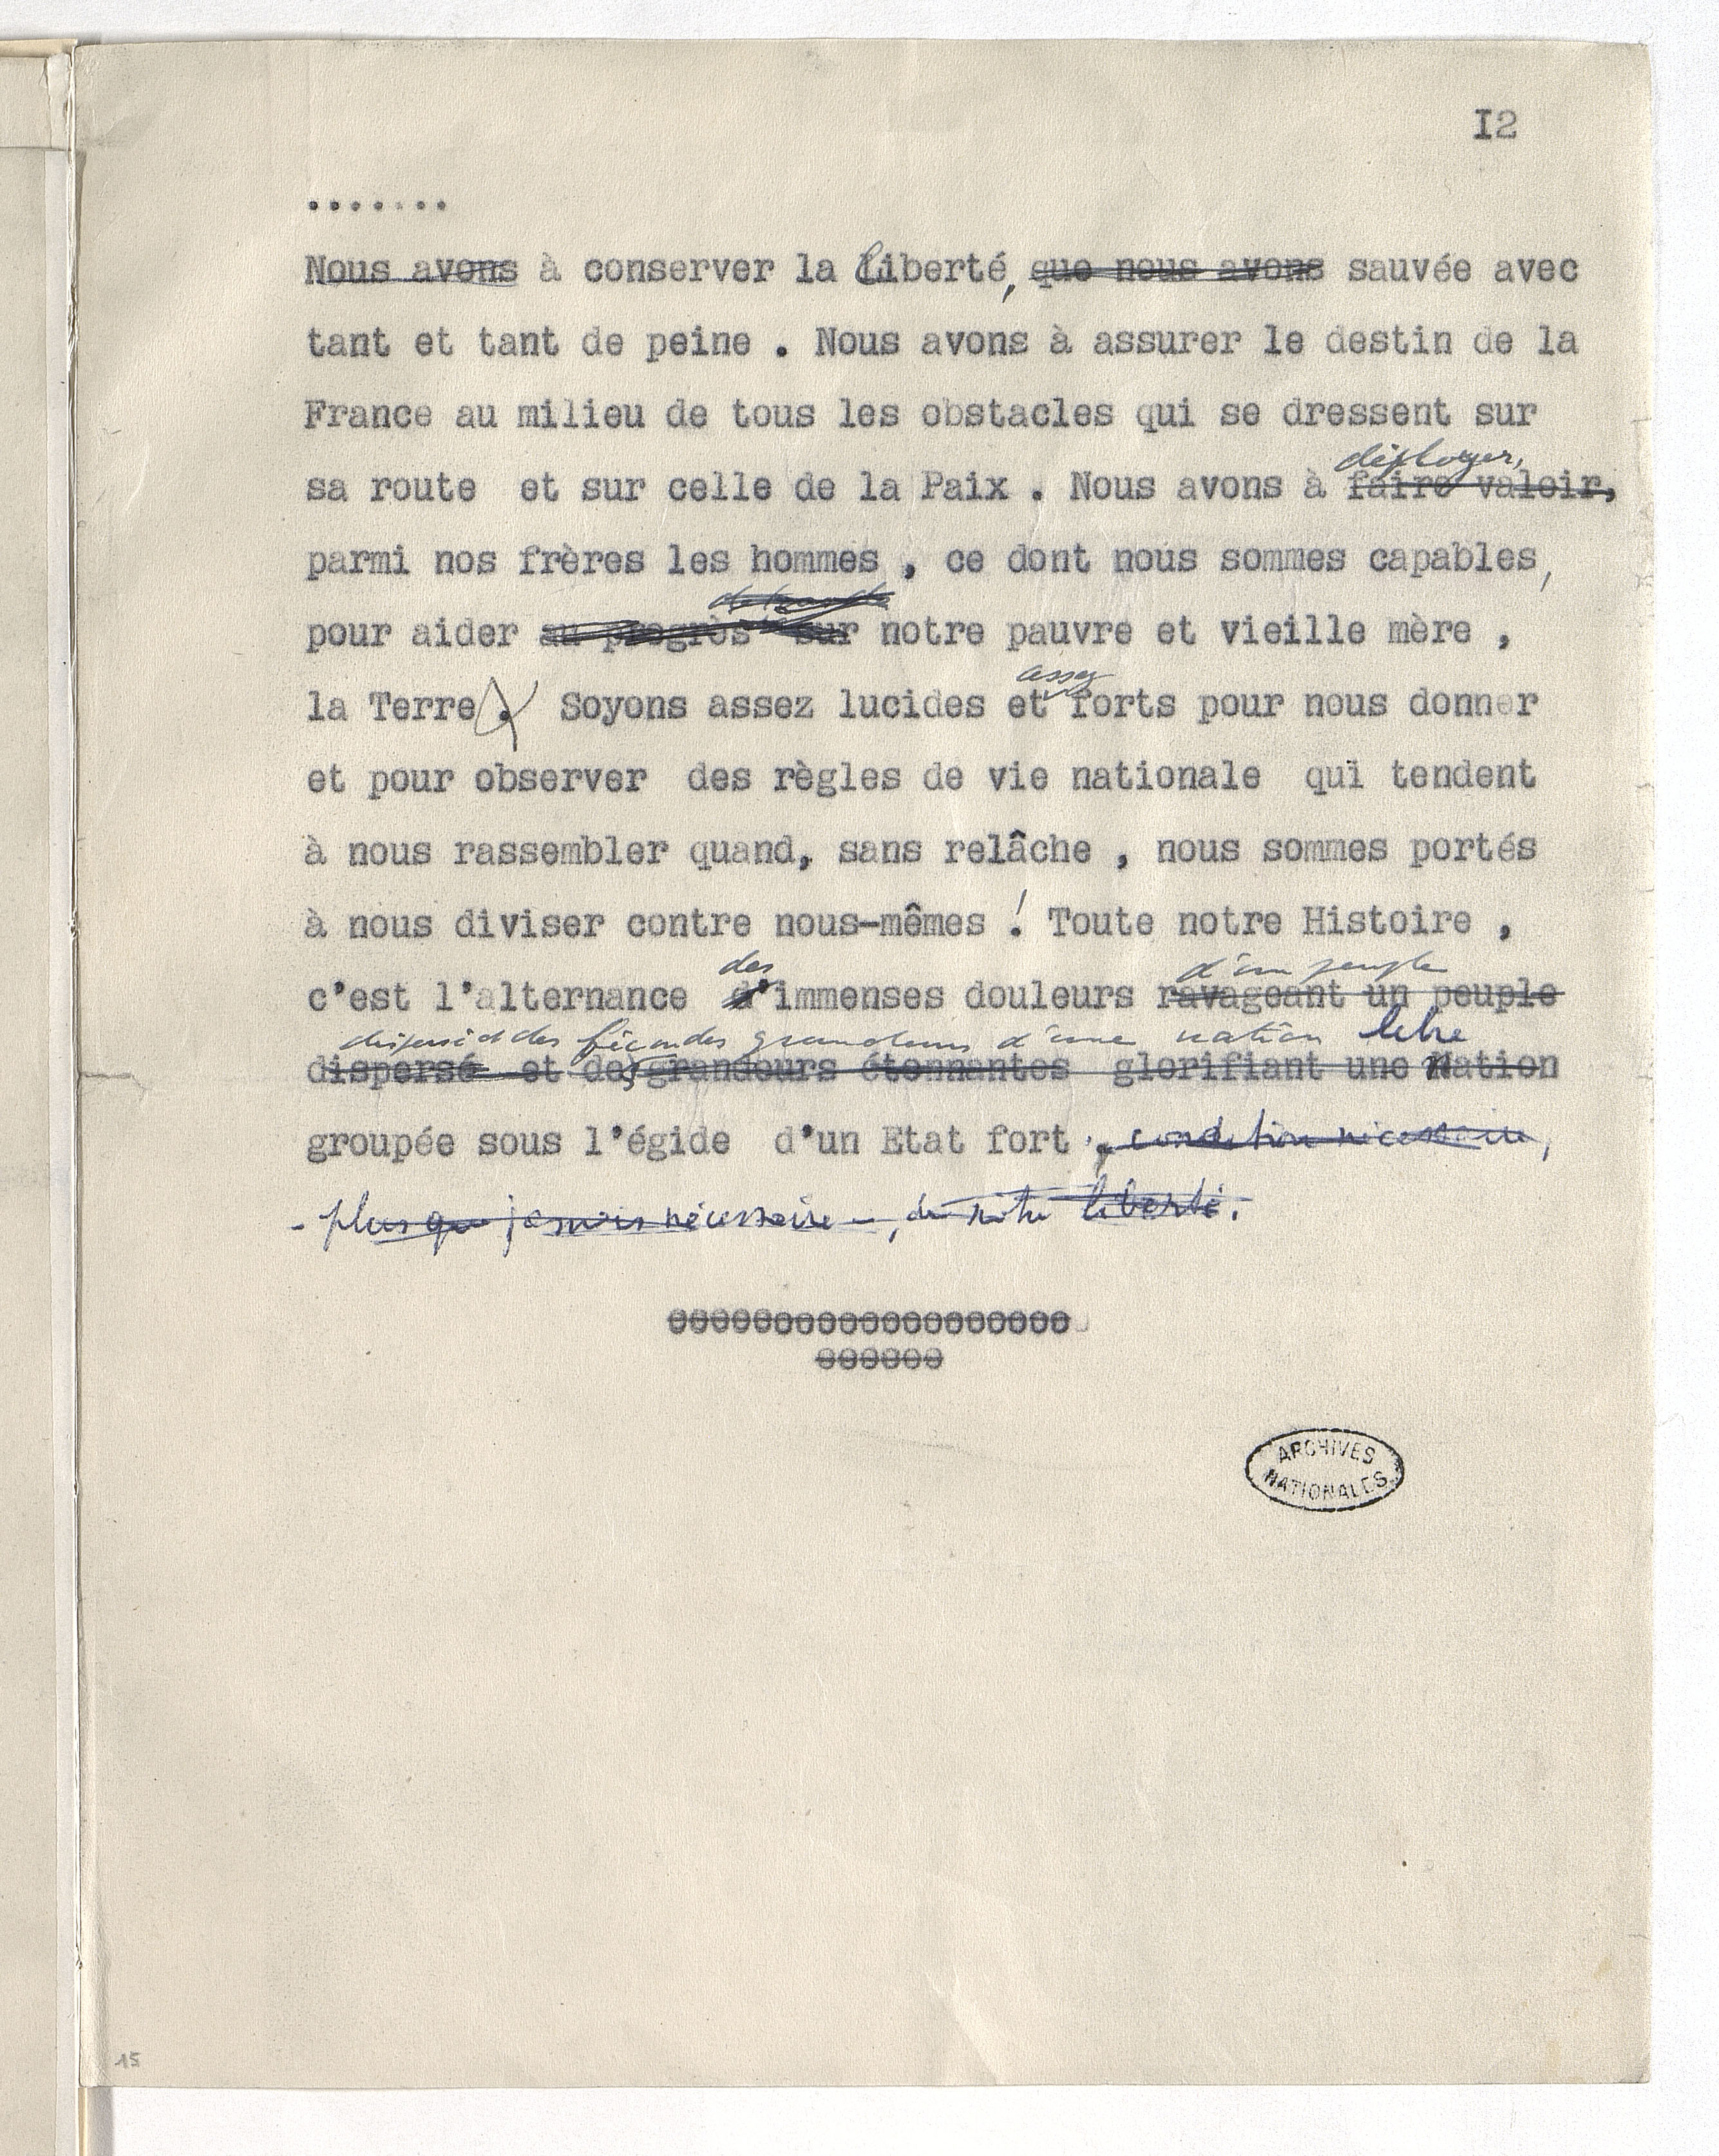 I2
.......
Nous avons à conserver la liberté, que nous avons sauvée avec
tant et tant de peine . Nous avons à assurer le destin de la
France au milieu de tous les obstacles qui se dressent sur
déployer,
sa route et sur celle de la Paix . Nous avons à faire valoir,
parmi nos frères les hommes , ce dont nous sommes capables,
pour aider au progrès sur notre pauvre et vieille mère ,
assez
la Terre . Soyons assez lucides et forts pour nous donner
et pour observer des règles de vie nationale qui tendent
à nous rassembler quand, sans relâche , nous sommes portés
à nous diviser contre nous-mêmes ! Toute notre Histoire ,
des d'un peuple
c'est l'alternance d'immenses douleurs ravageant un peuple
dispersé et des fécondes grandeurs d'une nation libre
dispersé et des grandeurs étonnantes glorifiant une Nation
groupée sous l'égide d'un Etat fort , condition nécessaire,
- plus que jamais nécessaire -, de notre liberté.
0000000000000000000
000000
ARCHIVES
NATIONALES
15